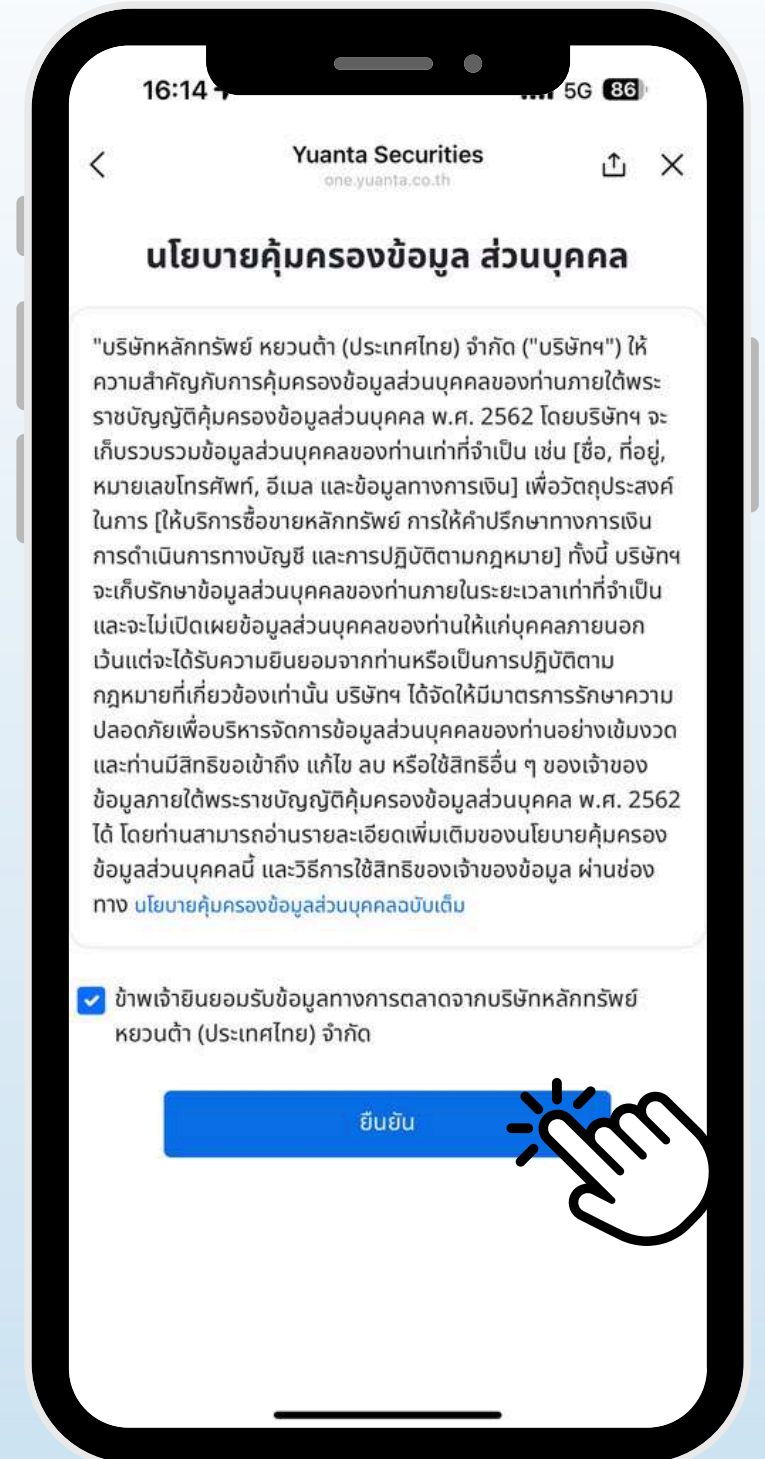 16:14
5G 86
Yuanta Securities
one.yuanta.co.th
นโยบายคุ้มครองข้อมูล ส่วนบุคคล
"บริษัทหลักทรัพย์ หยวนต้า (ประเทศไทย) จำกัด ("บริษัทฯ") ให้
ความสำคัญกับการคุ้มครองข้อมูลส่วนบุคคลของท่านภายใต้พระ
ราชบัญญัติคุ้มครองข้อมูลส่วนบุคคล พ.ศ. 2562 โดยบริษัทฯ จะ
เก็บรวบรวมข้อมูลส่วนบุคคลของท่านเท่าที่จำเป็น เช่น [ชื่อ, ที่อยู่,
หมายเลขโทรศัพท์, อีเมล และข้อมูลทางการเงิน] เพื่อวัตถุประสงค์
ในการ [ให้บริการซื้อขายหลักทรัพย์ การให้คำปรึกษาทางการเงิน
การดำเนินการทางบัญชี และการปฏิบัติตามกฎหมาย] ทั้งนี้ บริษัทฯ
จะเก็บรักษาข้อมูลส่วนบุคคลของท่านภายในระยะเวลาเท่าที่จำเป็น
และจะไม่เปิดเผยข้อมูลส่วนบุคคลของท่านให้แก่บุคคลภายนอก
เว้นแต่จะได้รับความยินยอมจากท่านหรือเป็นการปฏิบัติตาม
กฎหมายที่เกี่ยวข้องเท่านั้น บริษัทฯ ได้จัดให้มีมาตรการรักษาความ
ปลอดภัยเพื่อบริหารจัดการข้อมูลส่วนบุคคลของท่านอย่างเข้มงวด
และท่านมีสิทธิขอเข้าถึง แก้ไข ลบ หรือใช้สิทธิอื่น ๆ ของเจ้าของ
ข้อมูลภายใต้พระราชบัญญัติคุ้มครองข้อมูลส่วนบุคคล พ.ศ. 2562
ได้ โดยท่านสามารถอ่านรายละเอียดเพิ่มเติมของนโยบายคุ้มครอง
ข้อมูลส่วนบุคคลนี้ และวิธีการใช้สิทธิของเจ้าของข้อมูล ผ่านช่อง
ทาง นโยบายคุ้มครองข้อมูลส่วนบุคคลฉบับเต็ม
ข้าพเจ้ายินยอมรับข้อมูลทางการตลาดจากบริษัทหลักทรัพย์
หยวนต้า (ประเทศไทย) จำกัด
ยืนยัน